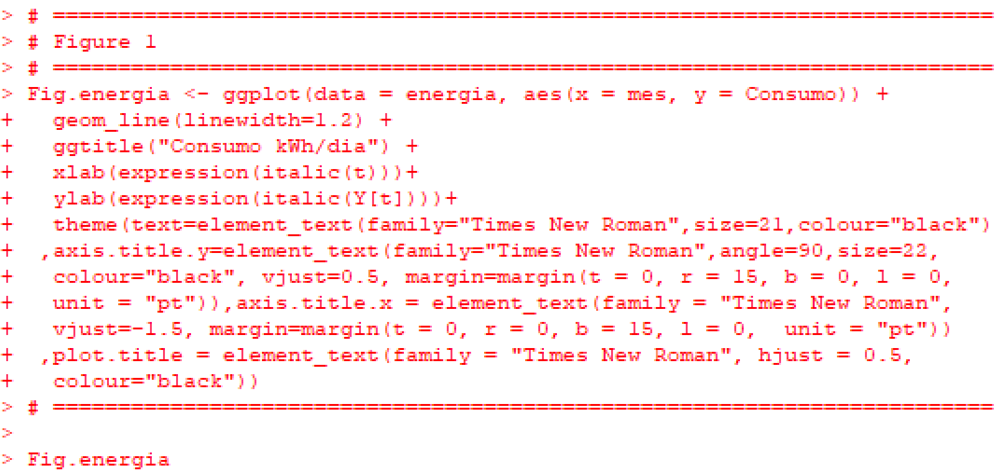 > # ========================================================================
> # Figure 1
> # ========================================================================
> Fig.energia <- ggplot(data = energia, aes(x = mes, y = Consumo)) +
+   geom_line(linewidth=1.2) +
+   ggtitle("Consumo kWh/dia") +
+   xlab(expression(italic(t)))+
+   ylab(expression(italic(Y[t])))+
+   theme(text=element_text(family="Times New Roman",size=21,colour="black")
+  ,axis.title.y=element_text(family="Times New Roman",angle=90,size=22,
+   colour="black", vjust=0.5, margin=margin(t = 0, r = 15, b = 0, l = 0,
+   unit = "pt")),axis.title.x = element_text(family = "Times New Roman",
+   vjust=-1.5, margin=margin(t = 0, r = 0, b = 15, l = 0,  unit = "pt"))
+  ,plot.title = element_text(family = "Times New Roman", hjust = 0.5,
+   colour="black"))
> # ========================================================================
>
> Fig.energia